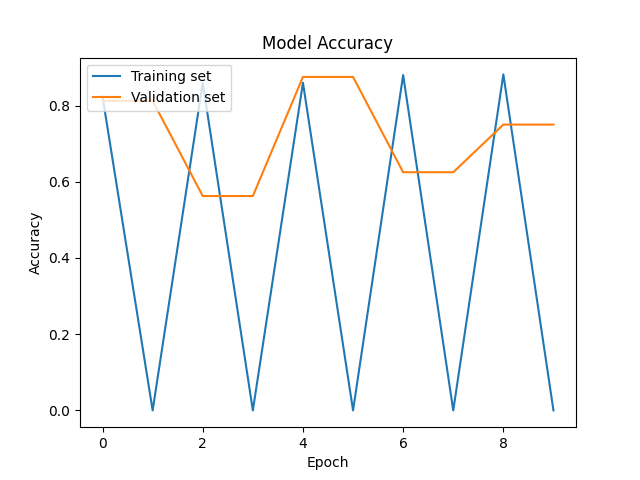 Model Accuracy
Training set
Validation set
Accuracy
0.8
0.6
0.4
0.2
0.0
0 2 4 6 8
Epoch